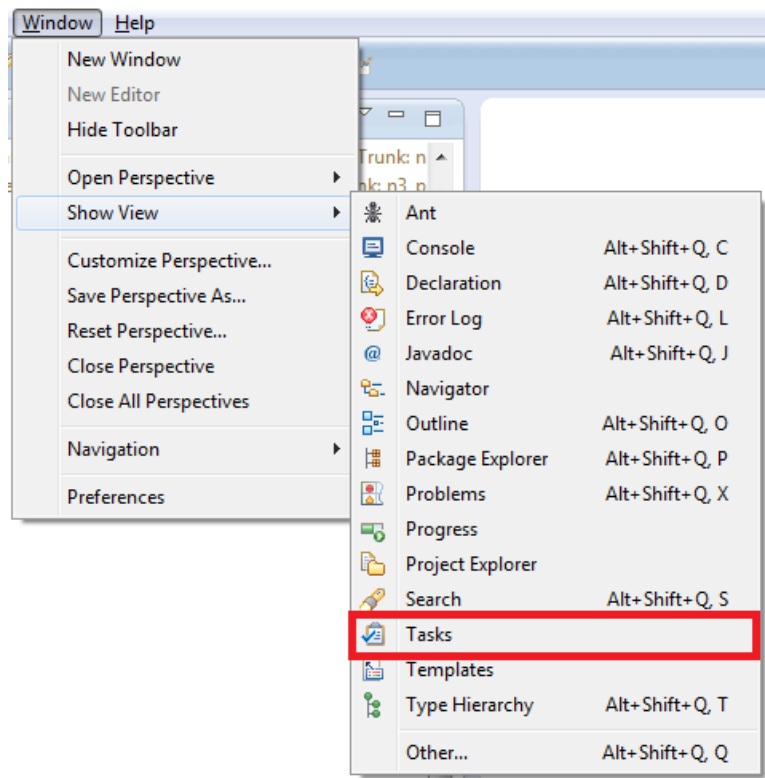 Window Help
New Window
New Editor
Hide Toolbar
Trunk: n
nk: n3 p
Open Perspective
Show View
Customize Perspective...
Save Perspective As...
Reset Perspective...
Close Perspective
Close All Perspectives
Navigation
Preferences
Ant
Console Alt+Shift+Q, C
Declaration Alt+Shift+Q, D
Error Log Alt+Shift+Q, L
Javadoc Alt+Shift+Q, J
Navigator
Outline Alt+Shift+Q, O
Package Explorer Alt+Shift+Q, P
Problems Alt+Shift+Q, X
Progress
Project Explorer
Search Alt+Shift+Q, S
Tasks
Templates
Type Hierarchy Alt+Shift+Q, T
Other... Alt+Shift+Q, Q